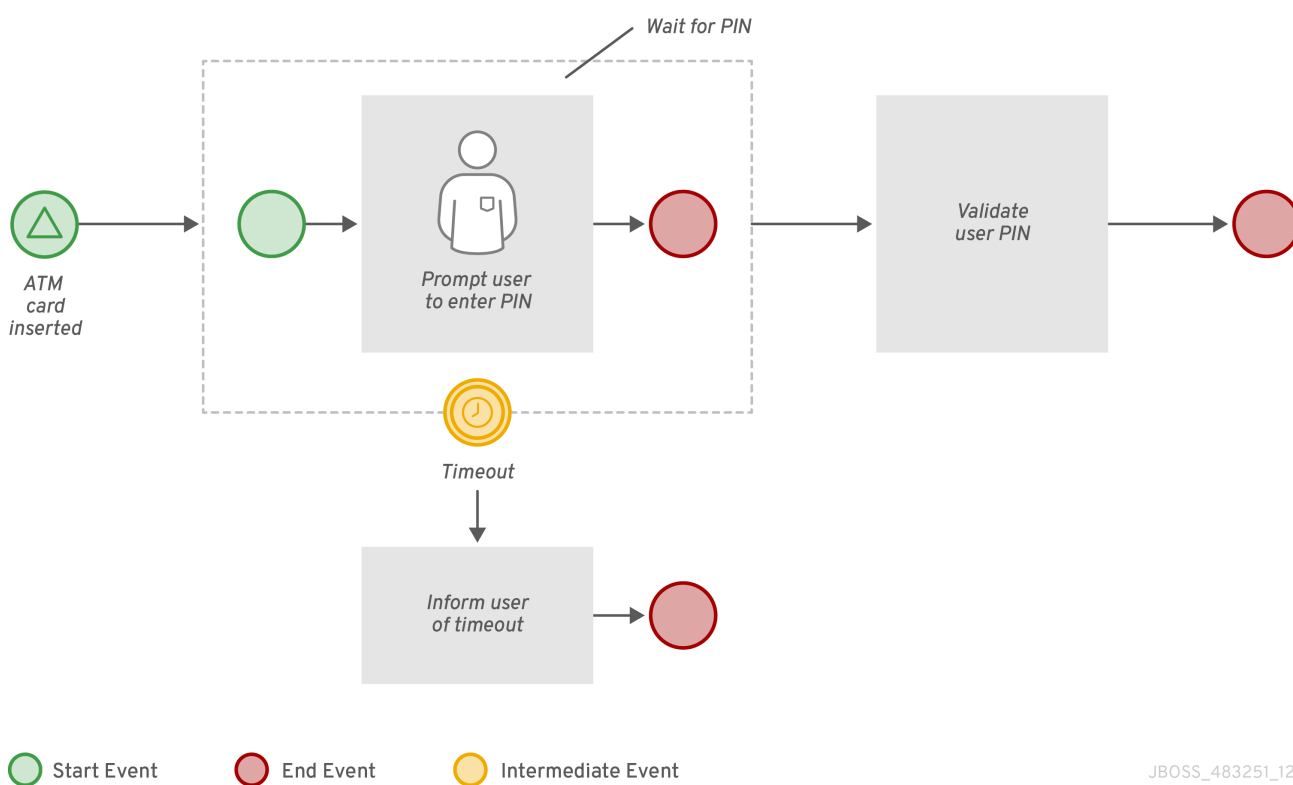 Wait for PIN
ATM
card
inserted
Prompt user
to enter PIN
Validate
user PIN
Timeout
Inform user
of timeout
Start Event
End Event
Intermediate Event
JBOSS_483251_12